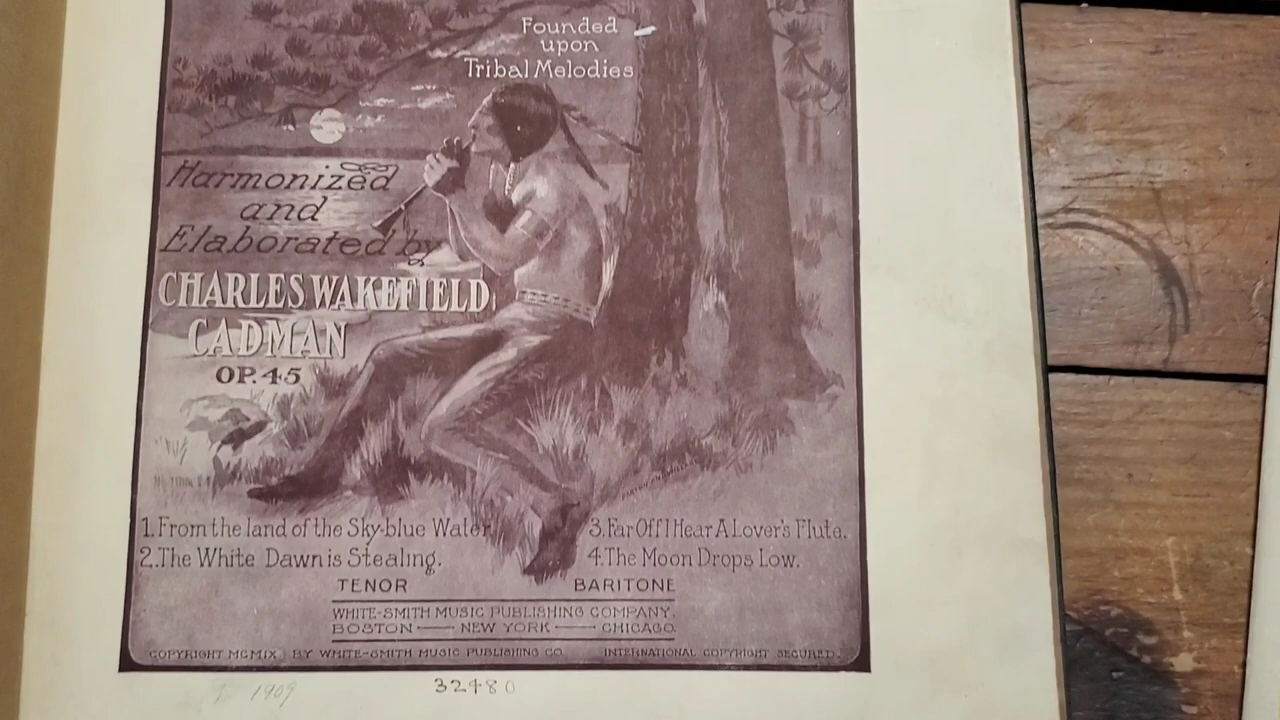 Founded
upon
Tribal Melodies
Harmonized
and
Elaborated by
CHARLES WAKEFIELD
CADMAN
OP. 45
1. From the land of the Sky-blue Water
2. The White Dawn is Stealing.
3. Far Off I Hear A Lover's Flute.
4. The Moon Drops Low.
TENOR BARITONE
WHITE-SMITH MUSIC PUBLISHING COMPANY,
BOSTON — NEW YORK — CHICAGO.
COPYRIGHT MCMIX BY WHITE-SMITH MUSIC PUBLISHING CO. INTERNATIONAL COPYRIGHT SECURED.
1909 32480